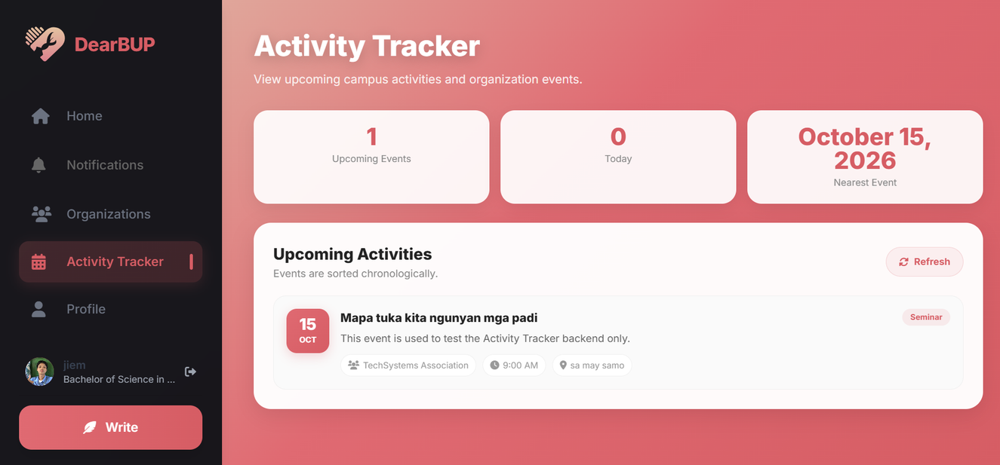 DearBUP
Home
Notifications
Organizations
Activity Tracker
Profile
jiem
Bachelor of Science in ...
Write
Activity Tracker
View upcoming campus activities and organization events.
1
Upcoming Events
0
Today
October 15,
2026
Nearest Event
Upcoming Activities
Events are sorted chronologically.
Refresh
15
OCT
Mapa tuka kita ngunyan mga padi
Seminar
This event is used to test the Activity Tracker backend only.
TechSystems Association
9:00 AM
sa may samo